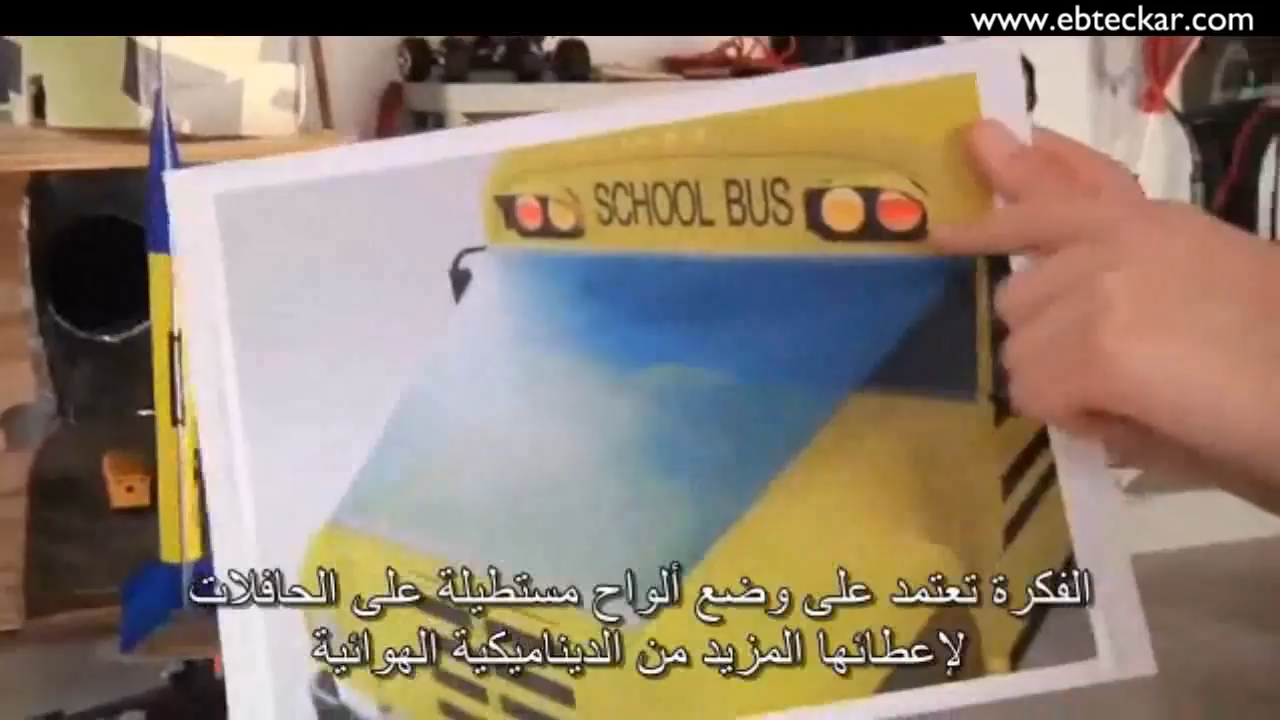 www.ebteckar.com
SCHOOL BUS
الفكرة تعتمد على وضع ألواح مستطيلة على الحافلات
لإعطائها المزيد من الديناميكية الهوائية